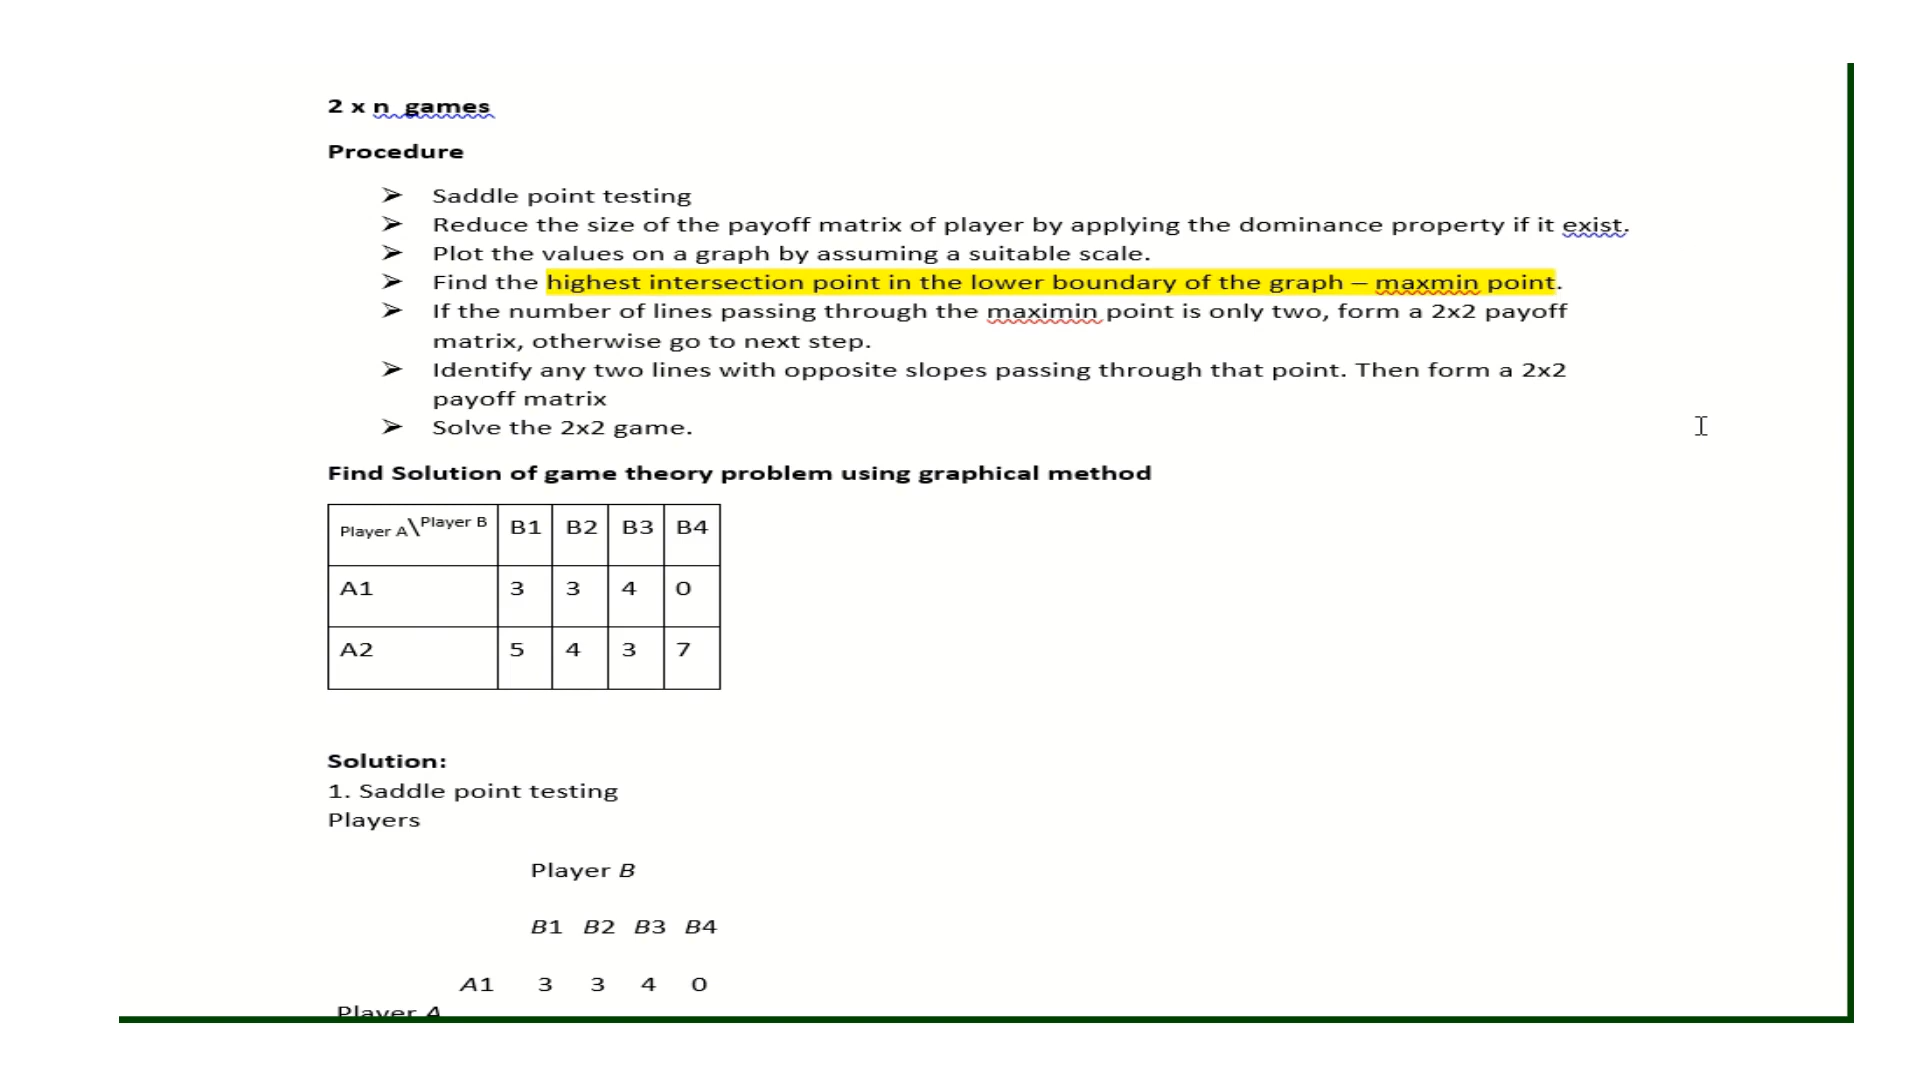 2 x n games
Procedure
➢ Saddle point testing
➢ Reduce the size of the payoff matrix of player by applying the dominance property if it exist.
➢ Plot the values on a graph by assuming a suitable scale.
➢ Find the highest intersection point in the lower boundary of the graph – maxmin point.
➢ If the number of lines passing through the maximin point is only two, form a 2x2 payoff
matrix, otherwise go to next step.
➢ Identify any two lines with opposite slopes passing through that point. Then form a 2x2
payoff matrix
➢ Solve the 2x2 game.
Find Solution of game theory problem using graphical method
Player A\Player B B1 B2 B3 B4
A1 3 3 4 0
A2 5 4 3 7
Solution:
1. Saddle point testing
Players
Player B
B1 B2 B3 B4
A1 3 3 4 0
Player A